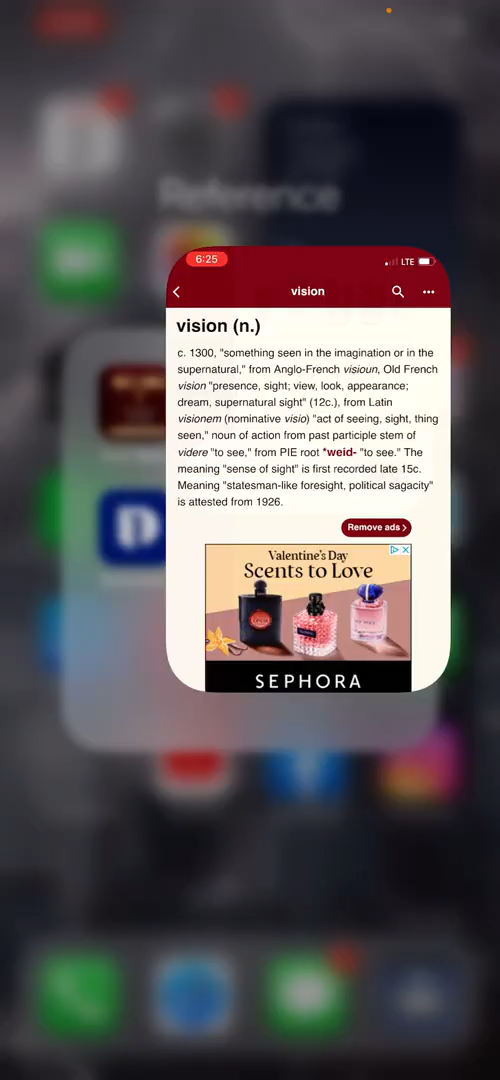 Reference
6:25
LTE
vision
vision (n.)
c. 1300, "something seen in the imagination or in the
supernatural," from Anglo-French visioun, Old French
vision "presence, sight; view, look, appearance;
dream, supernatural sight" (12c.), from Latin
visionem (nominative visio) "act of seeing, sight, thing
seen," noun of action from past participle stem of
videre "to see," from PIE root *weid- "to see." The
meaning "sense of sight" is first recorded late 15c.
Meaning "statesman-like foresight, political sagacity"
is attested from 1926.
Remove ads
Valentine's Day
Scents to Love
SEPHORA